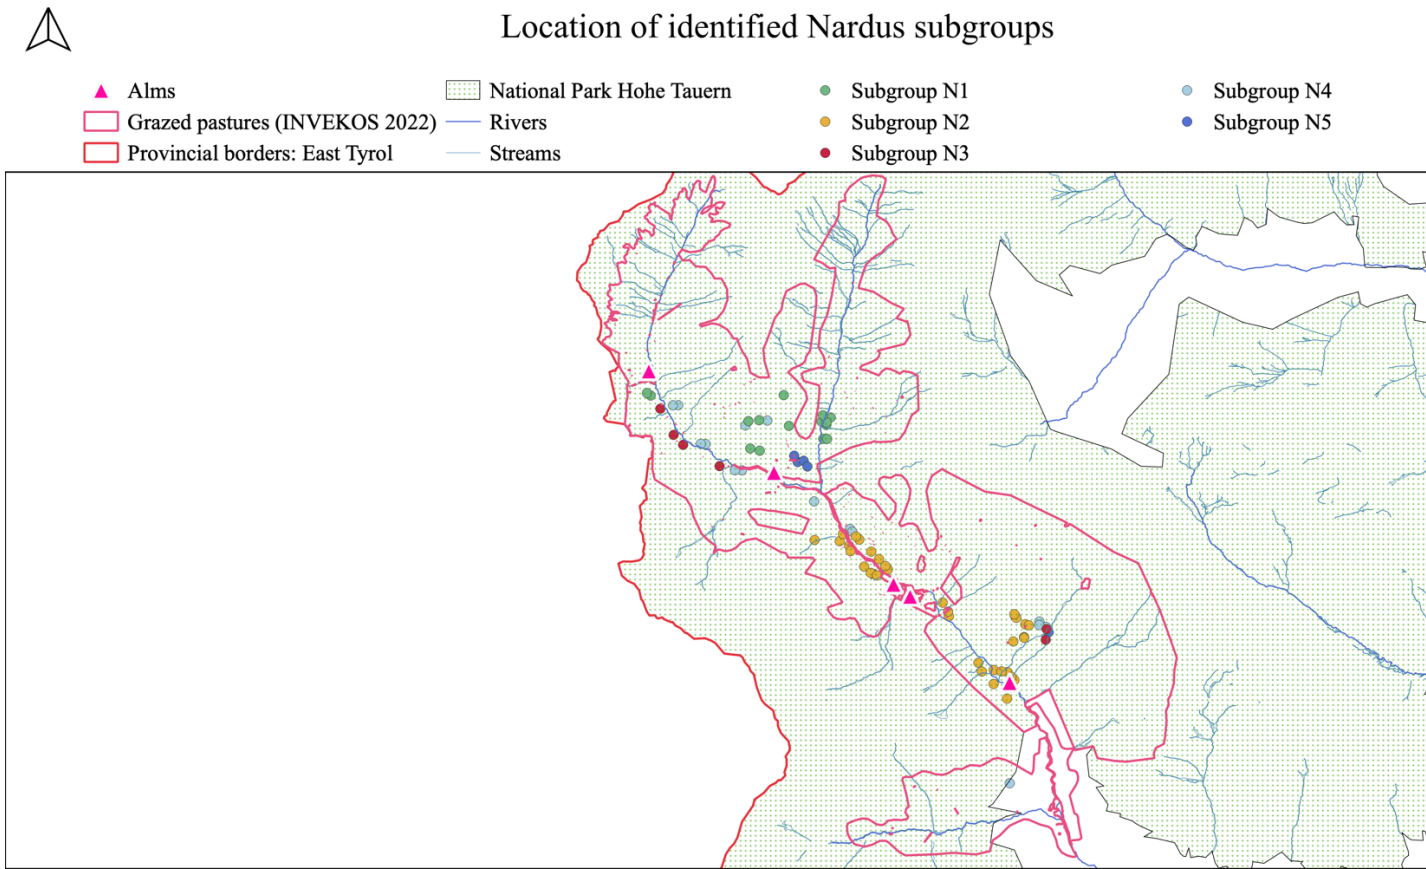 Location of identified Nardus subgroups
Alms
National Park Hohe Tauern
Subgroup N1
Subgroup N4
Grazed pastures (INVEKOS 2022)
Rivers
Subgroup N2
Subgroup N5
Provincial borders: East Tyrol
Streams
Subgroup N3